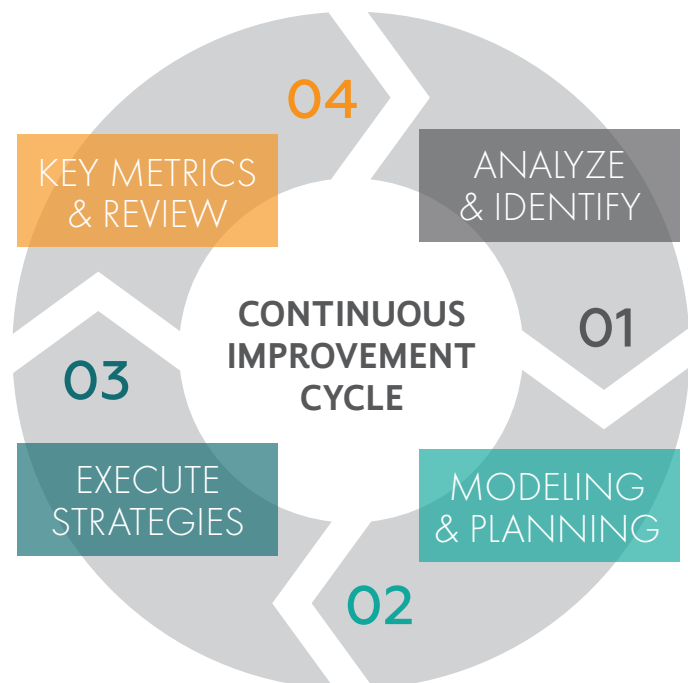 04
KEY METRICS
& REVIEW
ANALYZE
& IDENTIFY
CONTINUOUS
IMPROVEMENT
CYCLE
01
03
EXECUTE
STRATEGIES
MODELING
& PLANNING
02